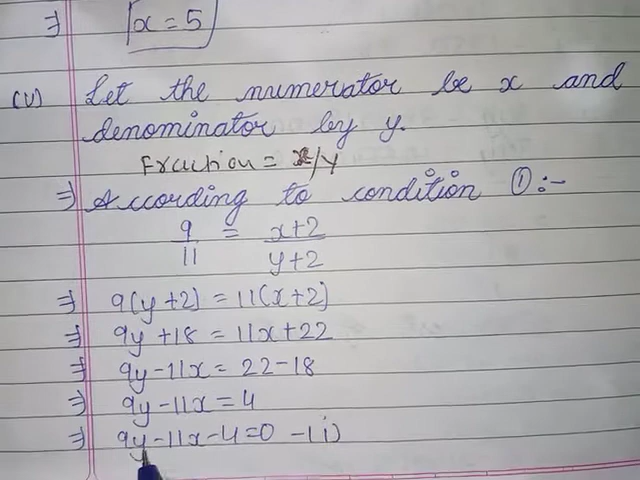 ⇒ x = 5
(V) Let the numerator be x and
denominator by y.
Fraction = x/y
⇒ According to condition ①:-
9/11 = x+2/y+2
⇒ 9(y+2) = 11(x+2)
⇒ 9y +18 = 11x+22
⇒ 9y-11x = 22-18
⇒ 9y-11x = 4
⇒ 9y-11x-4=0 -(i)